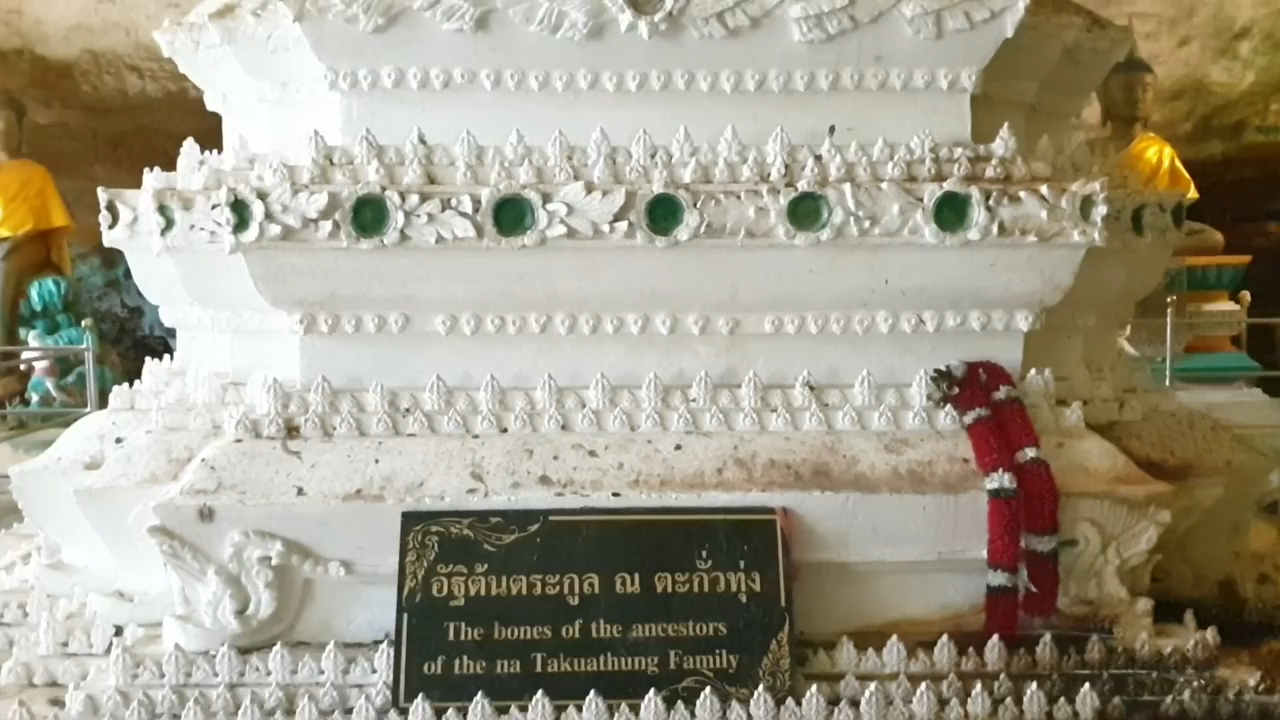 อัฐิต้นตระกูล ณ ตะกั่วทุ่ง
The bones of the ancestors
of the na Takuathung Family